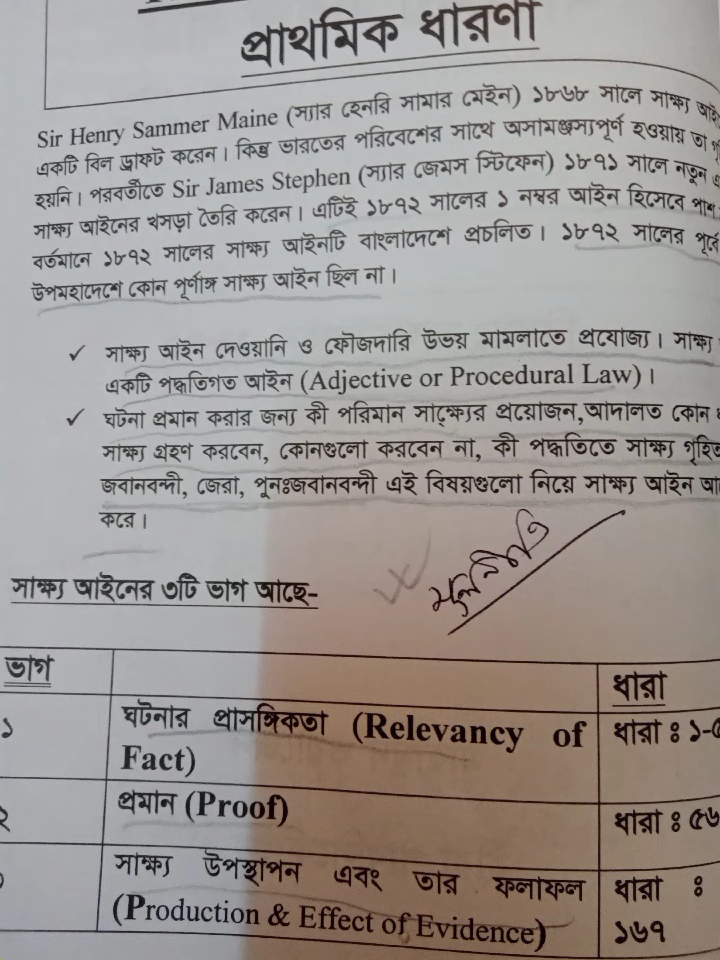 প্রাথমিক ধারণা
Sir Henry Sammer Maine (স্যার হেনরি সামার মেইন) ১৮৬৮ সালে সাক্ষ্য
একটি বিল ড্রাফট করেন। কিন্তু ভারতের পরিবেশের সাথে অসামঞ্জস্যপূর্ণ হওয়ায় তা
হয়নি। পরবর্তীতে Sir James Stephen (স্যার জেমস স্টিফেন) ১৮৭১ সালে নতুন
সাক্ষ্য আইনের খসড়া তৈরি করেন। এটিই ১৮৭২ সালের ১ নম্বর আইন হিসেবে পাশ
বর্তমানে ১৮৭২ সালের সাক্ষ্য আইনটি বাংলাদেশে প্রচলিত। ১৮৭২ সালের পূর্বে
উপমহাদেশে কোন পূর্ণাঙ্গ সাক্ষ্য আইন ছিল না।
✓ সাক্ষ্য আইন দেওয়ানি ও ফৌজদারি উভয় মামলাতে প্রযোজ্য। সাক্ষ্য
একটি পদ্ধতিগত আইন (Adjective or Procedural Law)।
✓ ঘটনা প্রমান করার জন্য কী পরিমান সাক্ষ্যের প্রয়োজন,আদালত কোন
সাক্ষ্য গ্রহণ করবেন, কোনগুলো করবেন না, কী পদ্ধতিতে সাক্ষ্য গৃহিত
জবানবন্দী, জেরা, পুনঃজবানবন্দী এই বিষয়গুলো নিয়ে সাক্ষ্য আইন
করে।
মূলনীতি
সাক্ষ্য আইনের ৩টি ভাগ আছে-
ভাগ ধারা
১ ঘটনার প্রাসঙ্গিকতা (Relevancy of ধারা ঃ ১-৫
Fact)
২ প্রমান (Proof) ধারা ঃ ৫৬
সাক্ষ্য উপস্থাপন এবং তার ফলাফল ধারা ঃ
(Production & Effect of Evidence) ১৬৭